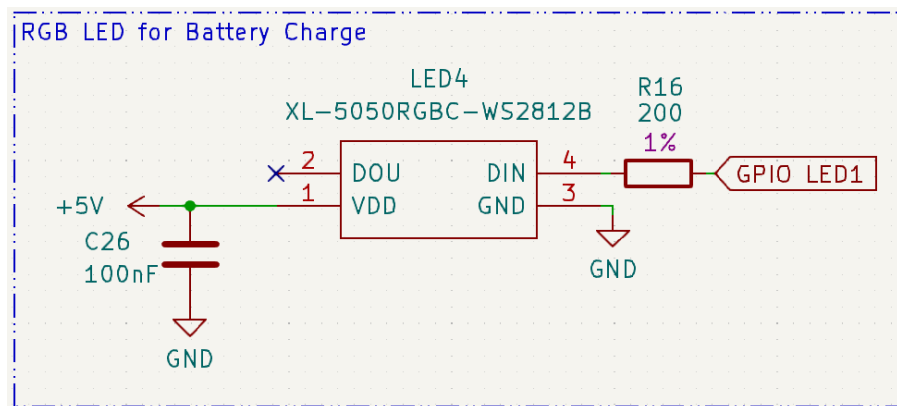 RGB LED for Battery Charge
LED4
XL-5050RGBC-WS2812B
R16
200
1%
2
DOU
DIN
4
GPIO LED1
1
VDD
GND
3
+5V
C26
100nF
GND
GND